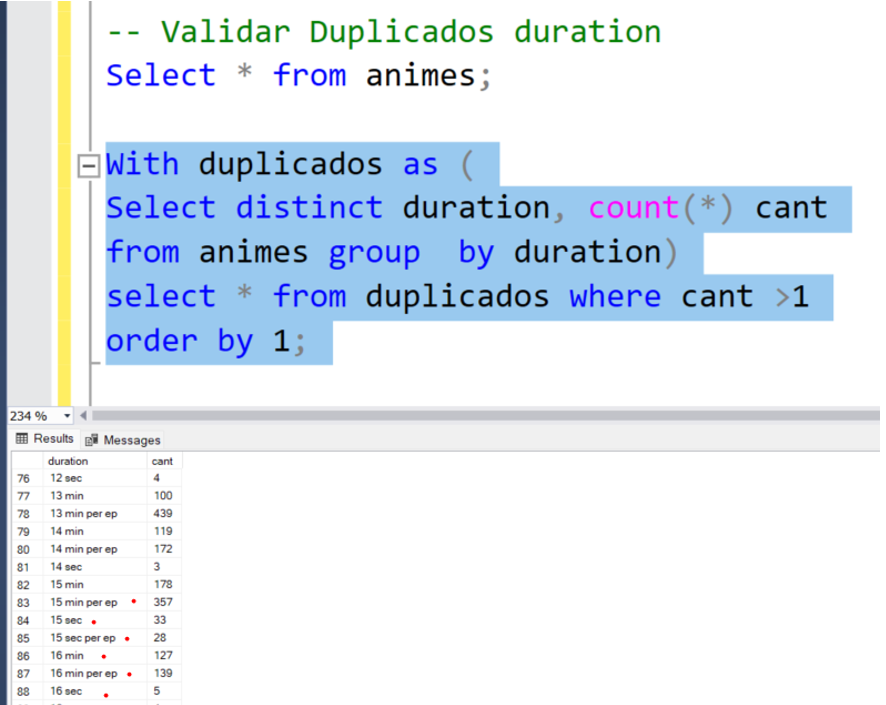 -- Validar Duplicados duration
Select * from animes;
With duplicados as (
Select distinct duration, count(*) cant
from animes group  by duration)
select * from duplicados where cant >1
order by 1;
234 %
Results Messages
duration cant
76 12 sec 4
77 13 min 100
78 13 min per ep 439
79 14 min 119
80 14 min per ep 172
81 14 sec 3
82 15 min 178
83 15 min per ep 357
84 15 sec 33
85 15 sec per ep 28
86 16 min 127
87 16 min per ep 139
88 16 sec 5